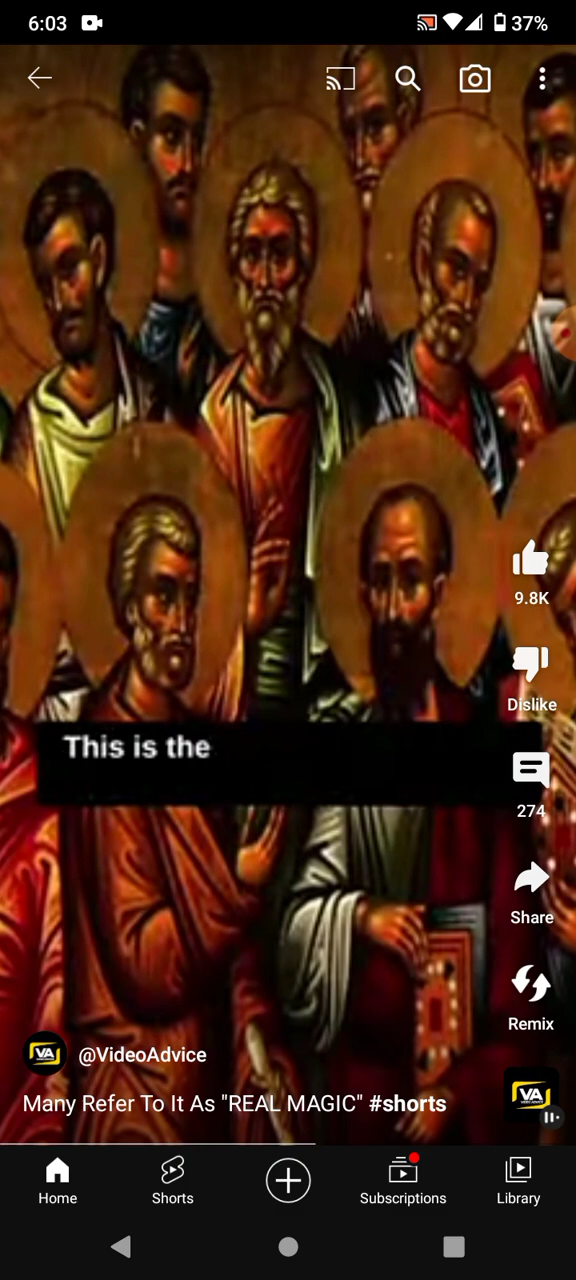 6:03
37%
9.8K
Dislike
This is the
274
Share
Remix
VA
@VideoAdvice
Many Refer To It As "REAL MAGIC" #shorts
VA
Home
Shorts
Subscriptions
Library